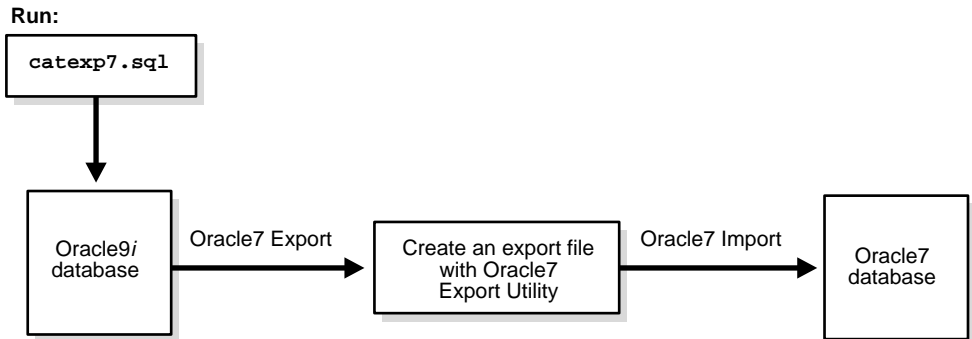 Run:
catexp7.sql
Oracle9i
database
Oracle7 Export
Create an export file
with Oracle7
Export Utility
Oracle7 Import
Oracle7
database